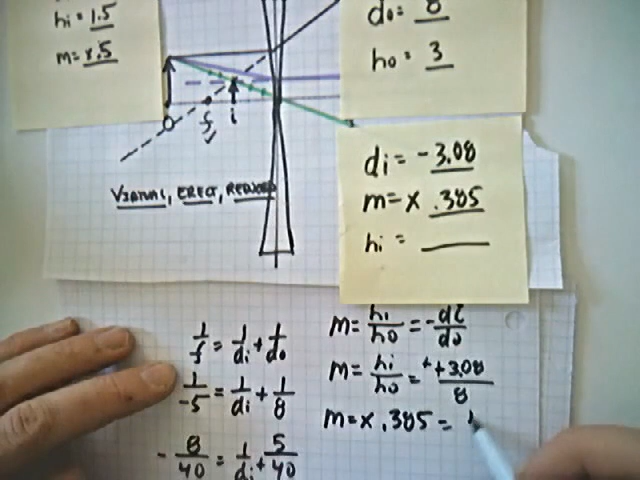 hi = 1.5
m = x.5
do = 8
ho = 3
f
i
VIRTUAL, ERECT, REDUCED
di = -3.08
m = x .385
hi =
1/f = 1/di + 1/do
1/-5 = 1/di + 1/8
-8/40 = 1/di + 5/40
m = hi/ho = -di/do
m = hi/ho = ++3.08/8
m = x .385 =